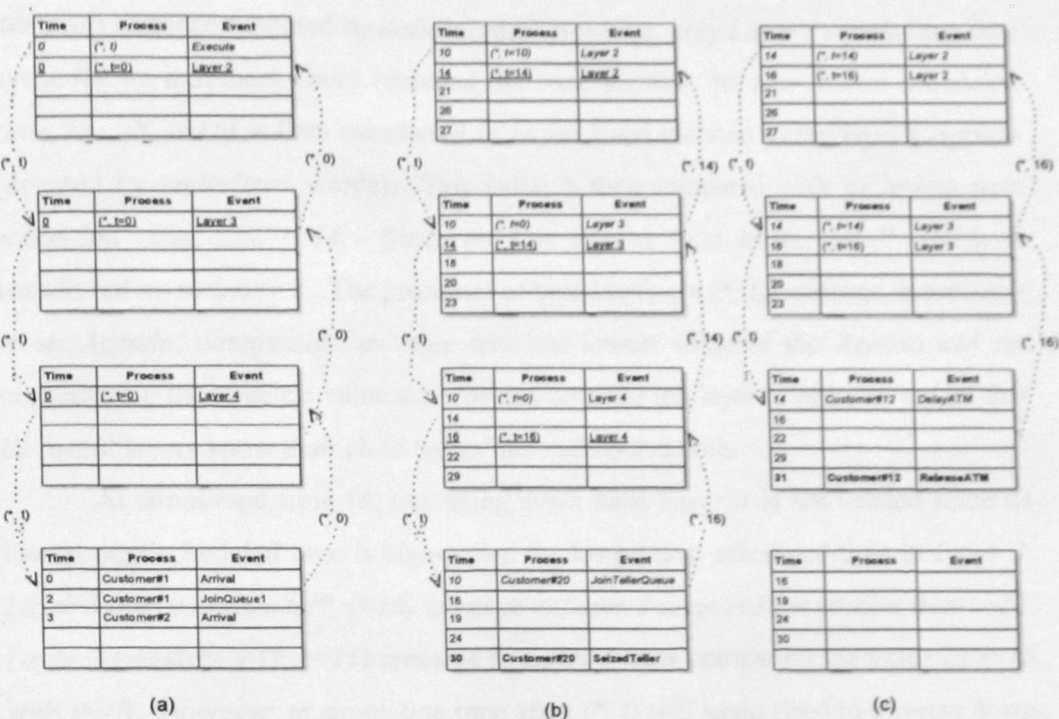 Time Process Event
0 (*, t) Execute
0 (*, t=0) Layer 2
(*, t)
(*, 0)
Time Process Event
0 (*, t=0) Layer 3
(*, t)
(*, 0)
Time Process Event
0 (*, t=0) Layer 4
(*, t)
(*, 0)
Time Process Event
0 Customer#1 Arrival
2 Customer#1 JoinQueue1
3 Customer#2 Arrival
(a)
Time Process Event
10 (*, t=10) Layer 2
14 (*, t=14) Layer 2
21
26
27
(*, t)
(*, 14)
Time Process Event
10 (*, t=0) Layer 3
14 (*, t=14) Layer 3
18
20
23
(*, t)
(*, 14)
Time Process Event
10 (*, t=0) Layer 4
14
16 (*, t=16) Layer 4
22
29
(*, t)
(*, 16)
Time Process Event
10 Customer#20 JoinTellerQueue
16
19
24
30 Customer#20 SeizedTeller
(b)
Time Process Event
14 (*, t=14) Layer 2
16 (*, t=16) Layer 2
21
26
27
(*, t)
(*, 16)
Time Process Event
14 (*, t=14) Layer 3
16 (*, t=16) Layer 3
18
20
23
(*, t)
(*, 16)
Time Process Event
14 Customer#12 DelayATM
16
22
29
31 Customer#12 ReleaseATM
Time Process Event
16
19
24
30
(c)